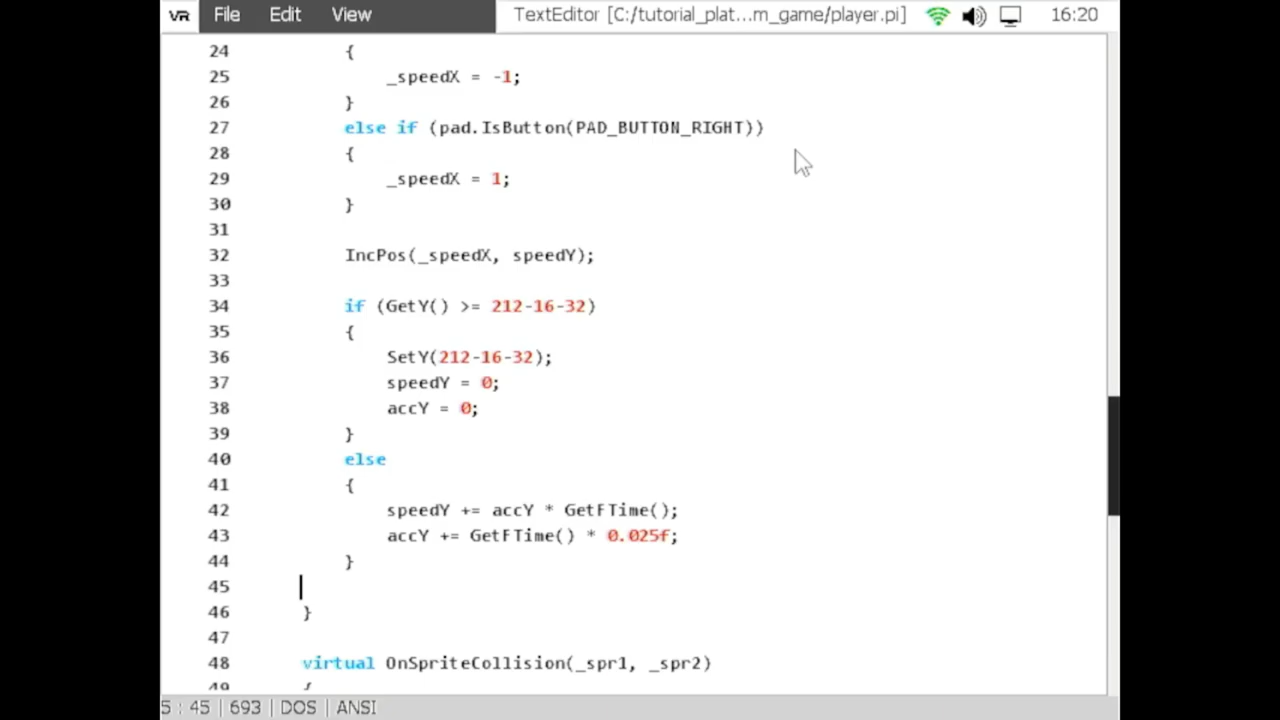 VR File Edit View TextEditor [C:/tutorial_plat...m_game/player.pi] 16:20
24 {
25 _speedX = -1;
26 }
27 else if (pad.IsButton(PAD_BUTTON_RIGHT))
28 {
29 _speedX = 1;
30 }
31
32 IncPos(_speedX, speedY);
33
34 if (GetY() >= 212-16-32)
35 {
36 SetY(212-16-32);
37 speedY = 0;
38 accY = 0;
39 }
40 else
41 {
42 speedY += accY * GetFTime();
43 accY += GetFTime() * 0.025f;
44 }
45
46 }
47
48 virtual OnSpriteCollision(_spr1, _spr2)
49 {
5 : 45 | 693 | DOS | ANSI